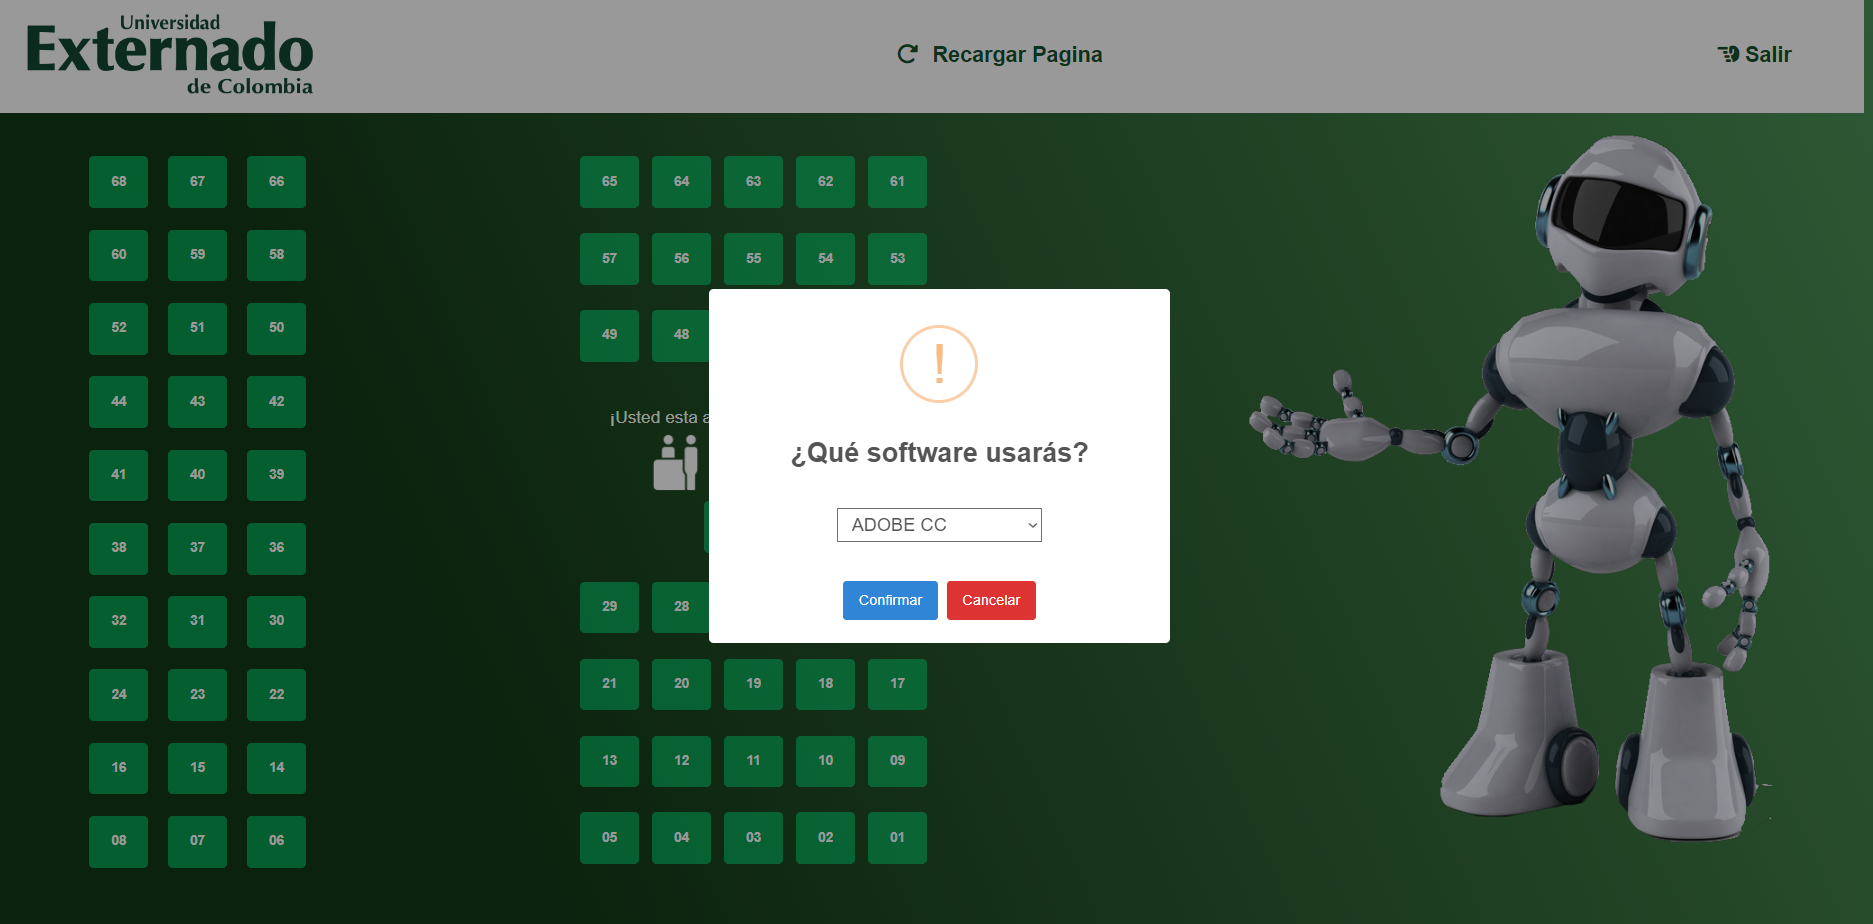 Universidad
Externado
de Colombia
Recargar Pagina
Salir
68 67 66
60 59 58
52 51 50
44 43 42
41 40 39
38 37 36
32 31 30
24 23 22
16 15 14
08 07 06
65 64 63 62 61
57 56 55 54 53
49 48
¡Usted esta a
29 28
21 20 19 18 17
13 12 11 10 09
05 04 03 02 01
!
¿Qué software usarás?
ADOBE CC
Confirmar
Cancelar